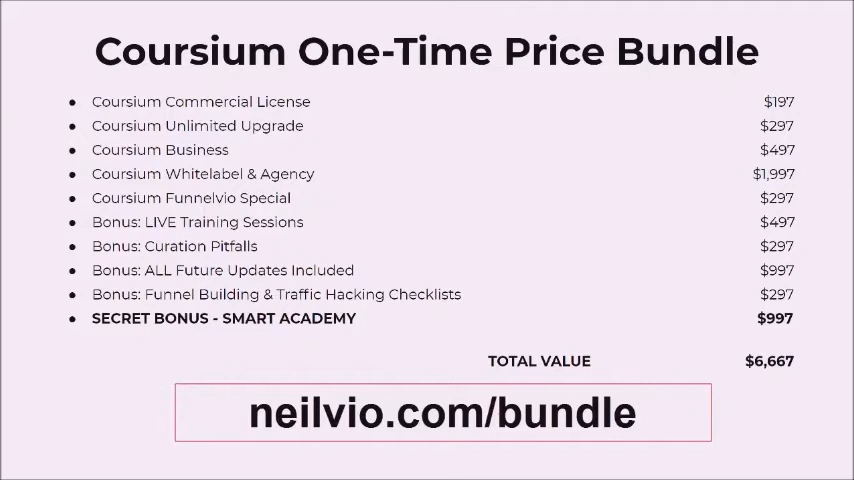 Coursium One-Time Price Bundle
● Coursium Commercial License $197
● Coursium Unlimited Upgrade $297
● Coursium Business $497
● Coursium Whitelabel & Agency $1,997
● Coursium Funnelvio Special $297
● Bonus: LIVE Training Sessions $497
● Bonus: Curation Pitfalls $297
● Bonus: ALL Future Updates Included $997
● Bonus: Funnel Building & Traffic Hacking Checklists $297
● SECRET BONUS - SMART ACADEMY $997
TOTAL VALUE $6,667
neilvio.com/bundle